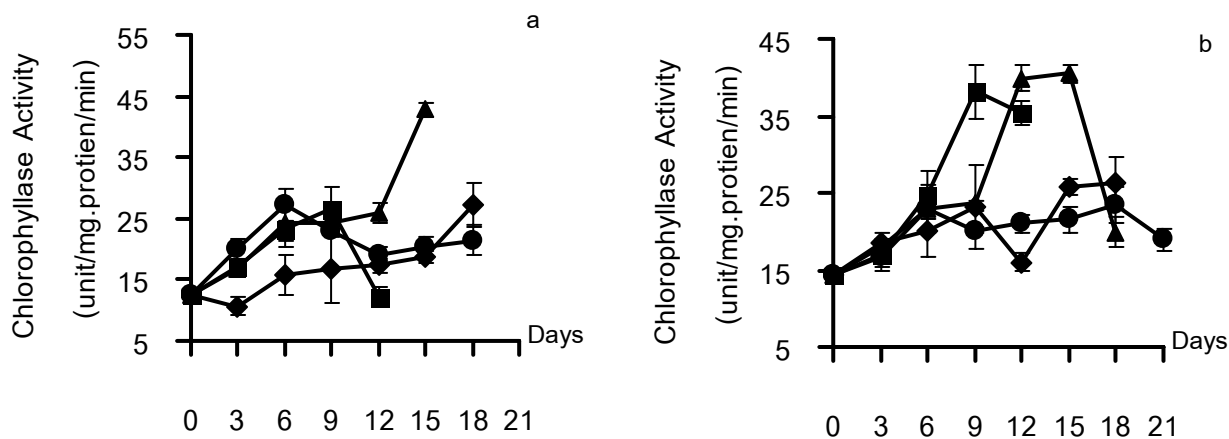 a
Chlorophyllase Activity
(unit/mg.protien/min)
55
45
35
25
15
5
Days
0 3 6 9 12 15 18 21
b
Chlorophyllase Activity
(unit/mg.protien/min)
45
35
25
15
5
Days
0 3 6 9 12 15 18 21